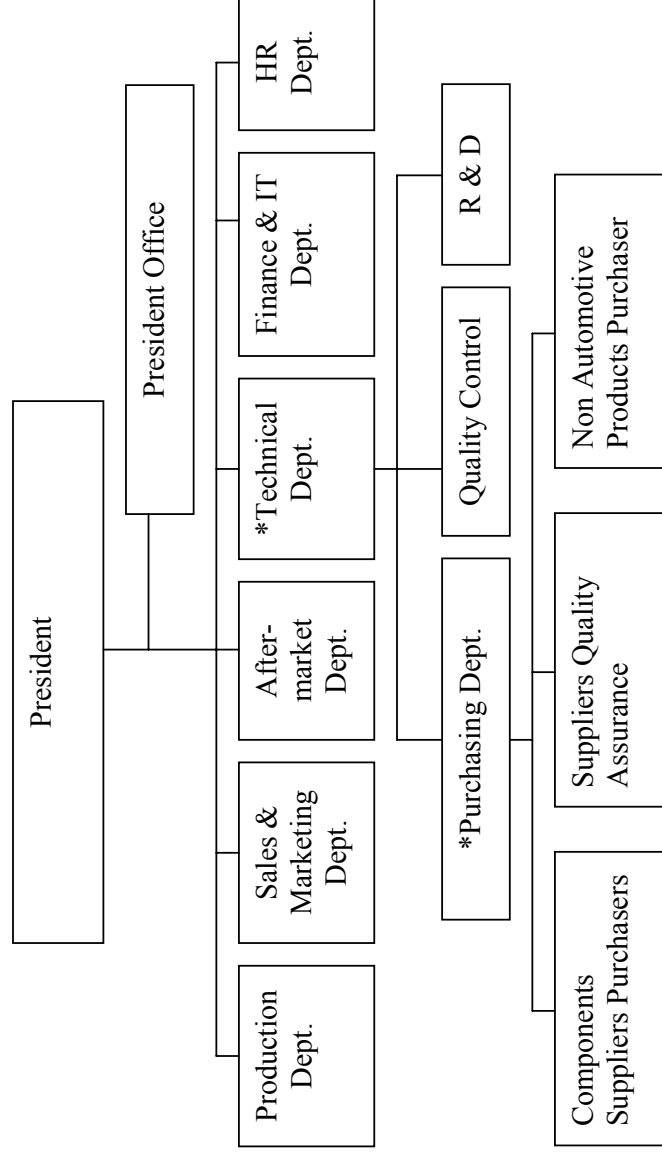 President
President Office
Production
Dept.
Sales &
Marketing
Dept.
After-
market
Dept.
*Technical
Dept.
Finance & IT
Dept.
HR
Dept.
*Purchasing Dept.
Quality Control
R & D
Components
Suppliers Purchasers
Suppliers Quality
Assurance
Non Automotive
Products Purchaser